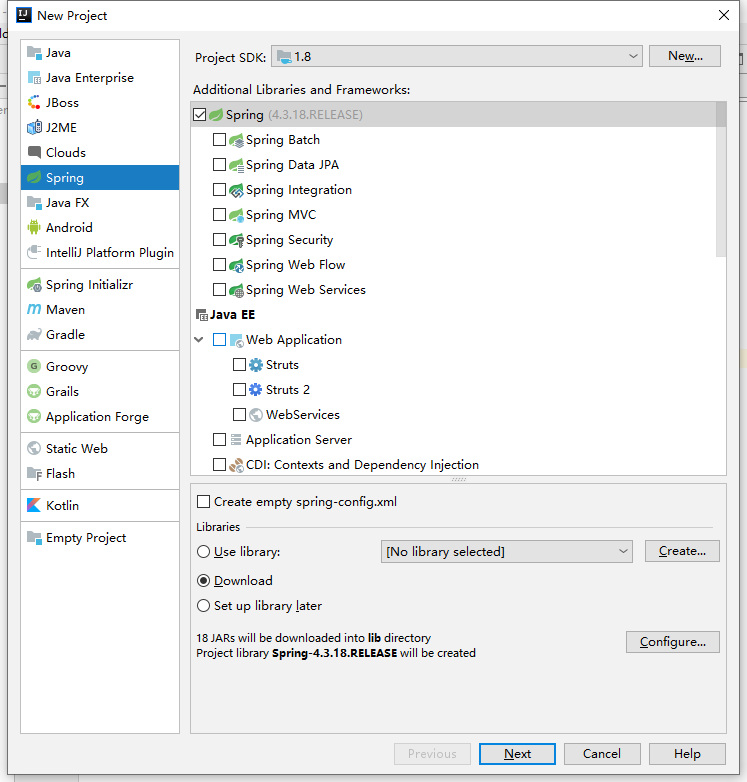 New Project
Java
Java Enterprise
JBoss
J2ME
Clouds
Spring
Java FX
Android
IntelliJ Platform Plugin
Spring Initializr
Maven
Gradle
Groovy
Grails
Application Forge
Static Web
Flash
Kotlin
Empty Project
Project SDK: 1.8 New...
Additional Libraries and Frameworks:
Spring (4.3.18.RELEASE)
Spring Batch
Spring Data JPA
Spring Integration
Spring MVC
Spring Security
Spring Web Flow
Spring Web Services
Java EE
Web Application
Struts
Struts 2
WebServices
Application Server
CDI: Contexts and Dependency Injection
Create empty spring-config.xml
Libraries
Use library: [No library selected] Create...
Download
Set up library later
18 JARs will be downloaded into lib directory
Project library Spring-4.3.18.RELEASE will be created
Configure...
Previous Next Cancel Help